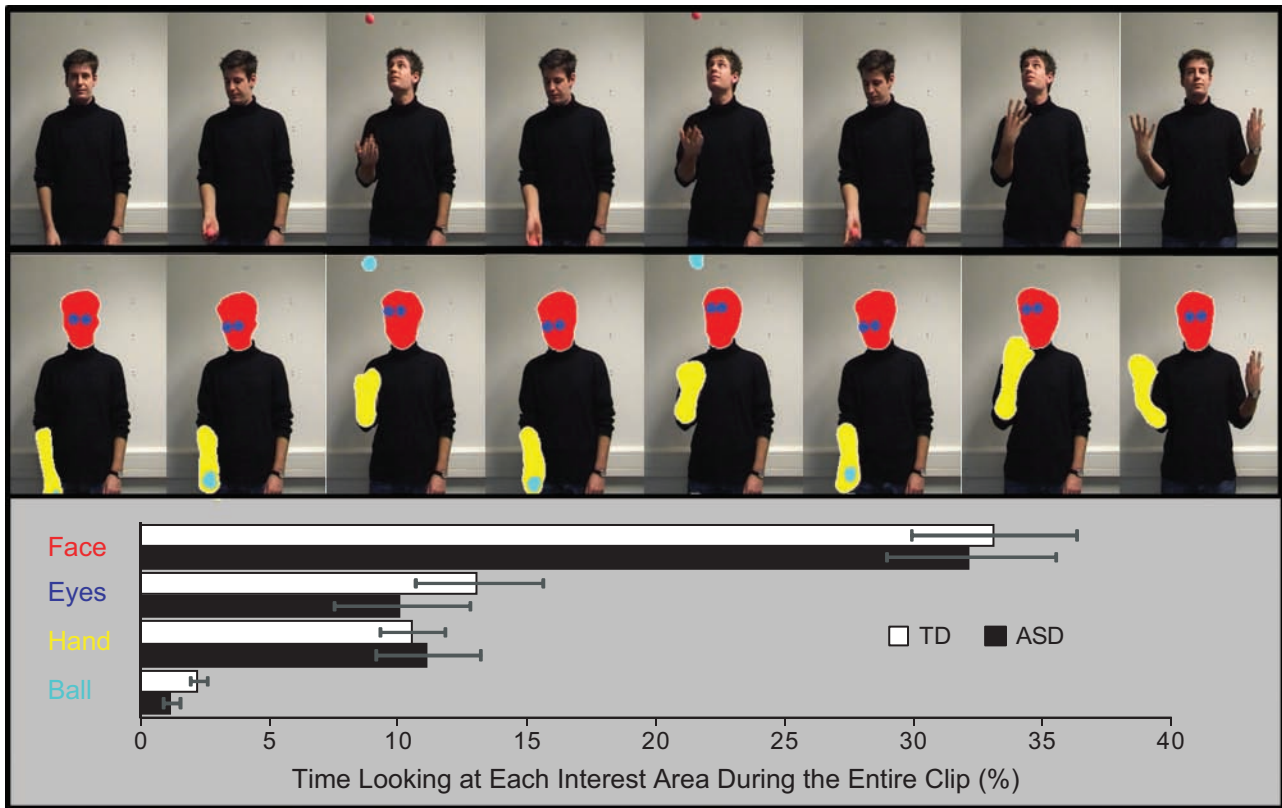 Face
Eyes
Hand
Ball
TD ASD
0 5 10 15 20 25 30 35 40
Time Looking at Each Interest Area During the Entire Clip (%)